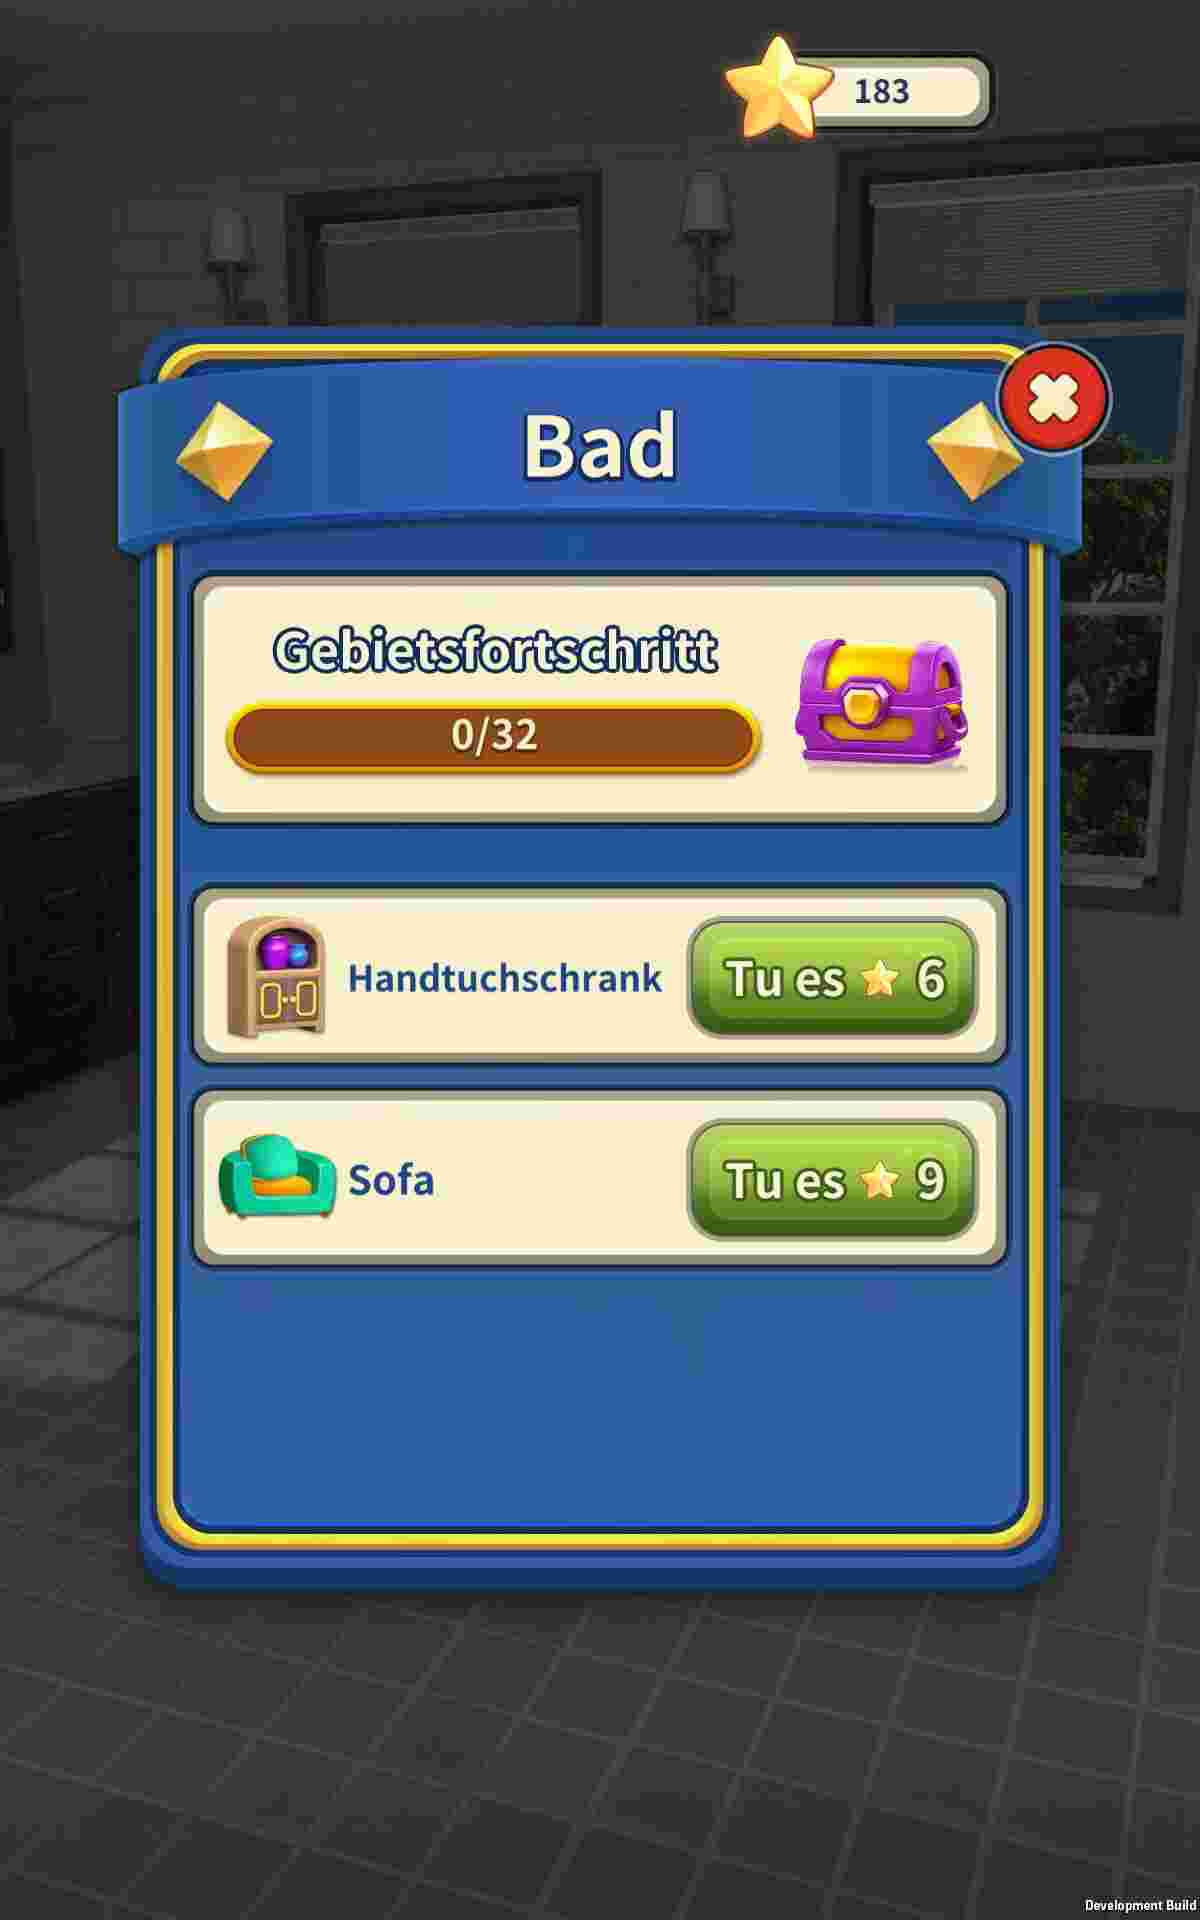 183
Bad
Gebietsfortschritt
0/32
Handtuchschrank
Tu es 6
Sofa
Tu es 9
Development Build